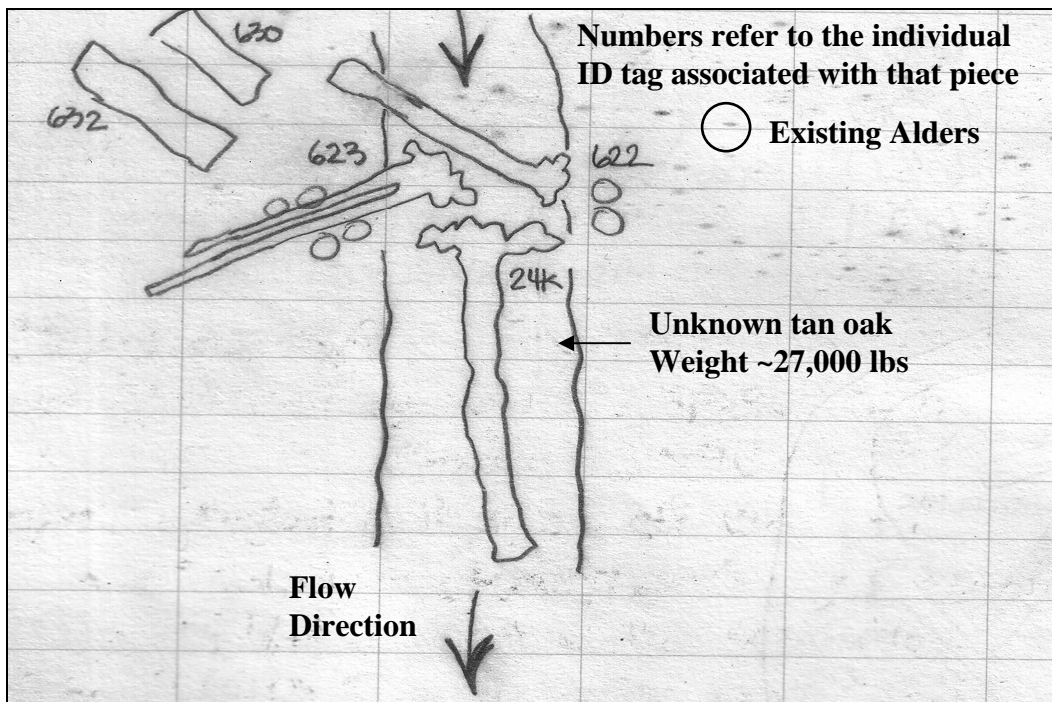 Numbers refer to the individual
ID tag associated with that piece
Existing Alders
630
632
623
622
24K
Unknown tan oak
Weight ~27,000 lbs
Flow
Direction